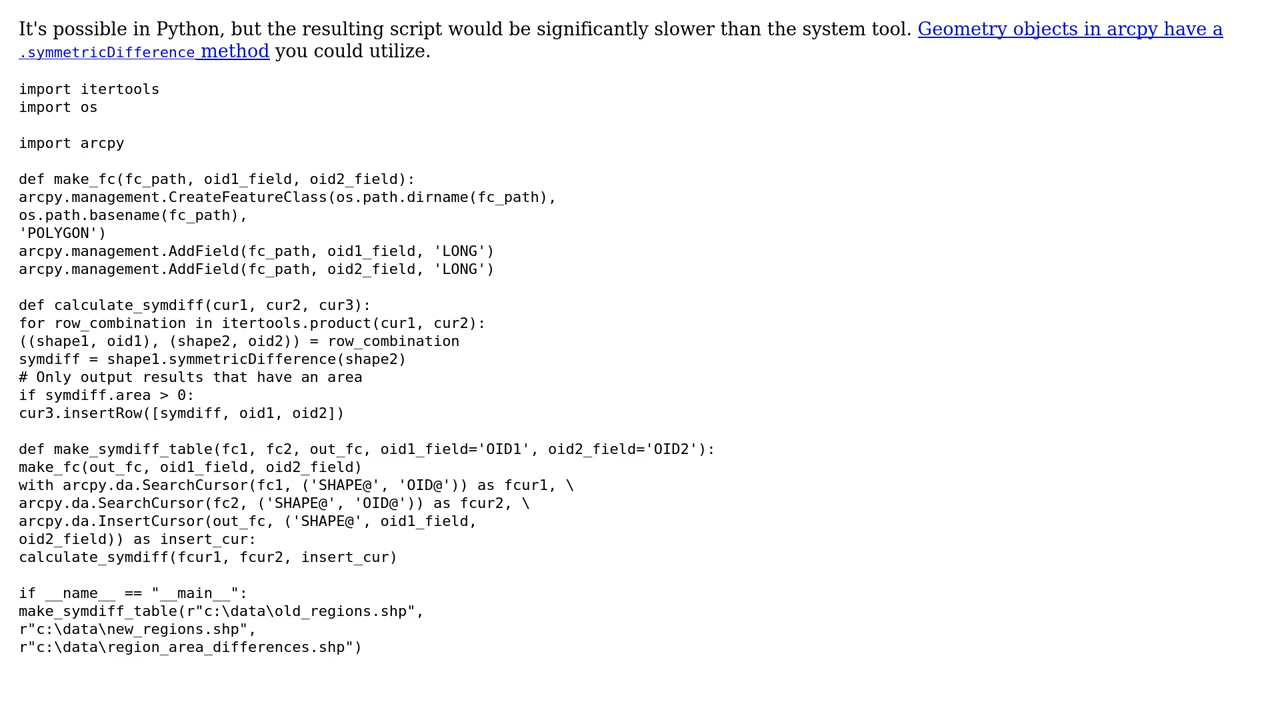 It's possible in Python, but the resulting script would be significantly slower than the system tool. Geometry objects in arcpy have a
.symmetricDifference method you could utilize.
import itertools
import os
import arcpy
def make_fc(fc_path, oid1_field, oid2_field):
arcpy.management.CreateFeatureClass(os.path.dirname(fc_path),
os.path.basename(fc_path),
'POLYGON')
arcpy.management.AddField(fc_path, oid1_field, 'LONG')
arcpy.management.AddField(fc_path, oid2_field, 'LONG')
def calculate_symdiff(cur1, cur2, cur3):
for row_combination in itertools.product(cur1, cur2):
((shape1, oid1), (shape2, oid2)) = row_combination
symdiff = shape1.symmetricDifference(shape2)
# Only output results that have an area
if symdiff.area > 0:
cur3.insertRow([symdiff, oid1, oid2])
def make_symdiff_table(fc1, fc2, out_fc, oid1_field='OID1', oid2_field='OID2'):
make_fc(out_fc, oid1_field, oid2_field)
with arcpy.da.SearchCursor(fc1, ('SHAPE@', 'OID@')) as fcur1, \
arcpy.da.SearchCursor(fc2, ('SHAPE@', 'OID@')) as fcur2, \
arcpy.da.InsertCursor(out_fc, ('SHAPE@', oid1_field,
oid2_field)) as insert_cur:
calculate_symdiff(fcur1, fcur2, insert_cur)
if __name__ == "__main__":
make_symdiff_table(r"c:\data\old_regions.shp",
r"c:\data\new_regions.shp",
r"c:\data\region_area_differences.shp")